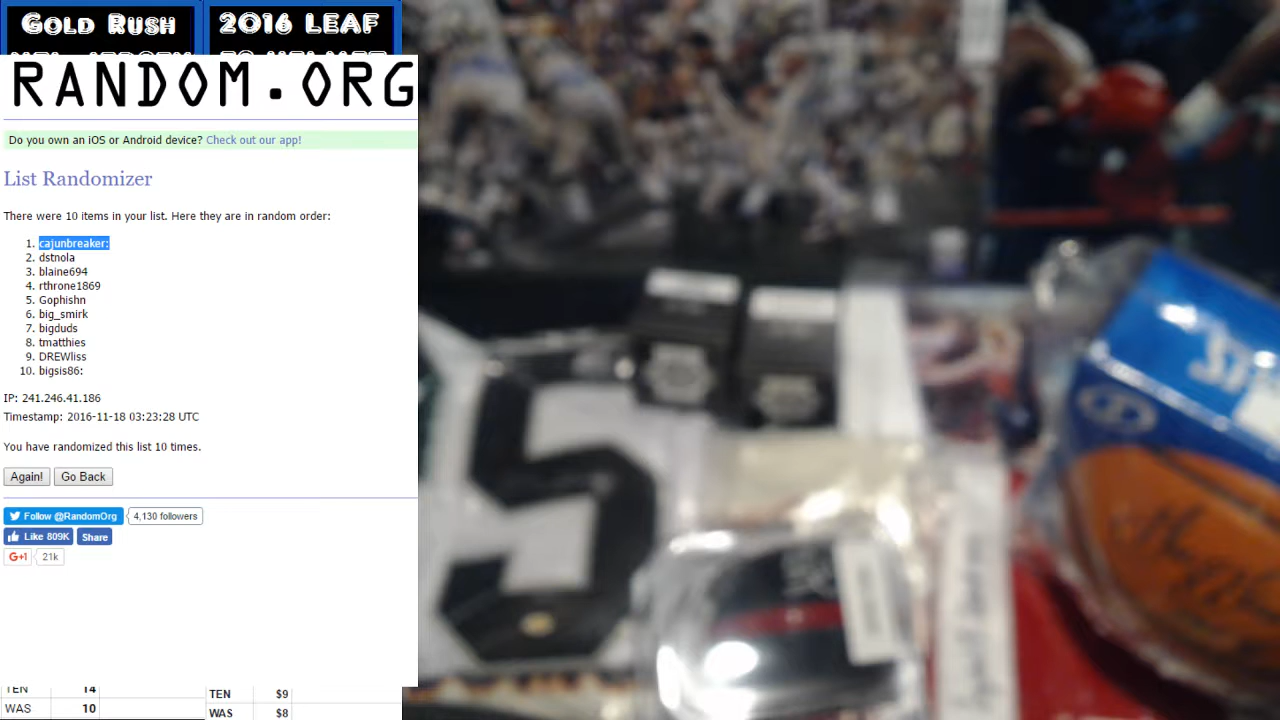 GOLD RUSH
2016 LEAF
RANDOM.ORG
Do you own an iOS or Android device? Check out our app!
List Randomizer
There were 10 items in your list. Here they are in random order:
1. cajunbreaker:
2. dstnola
3. blaine694
4. rthrone1869
5. Gophishn
6. big_smirk
7. bigduds
8. tmatthies
9. DREWliss
10. bigsis86:
IP: 241.246.41.186
Timestamp: 2016-11-18 03:23:28 UTC
You have randomized this list 10 times.
Again! Go Back
Follow @RandomOrg 4,130 followers
Like 809K Share
G+1 21k
TEN 14
WAS 10
TEN $9
WAS $8
5